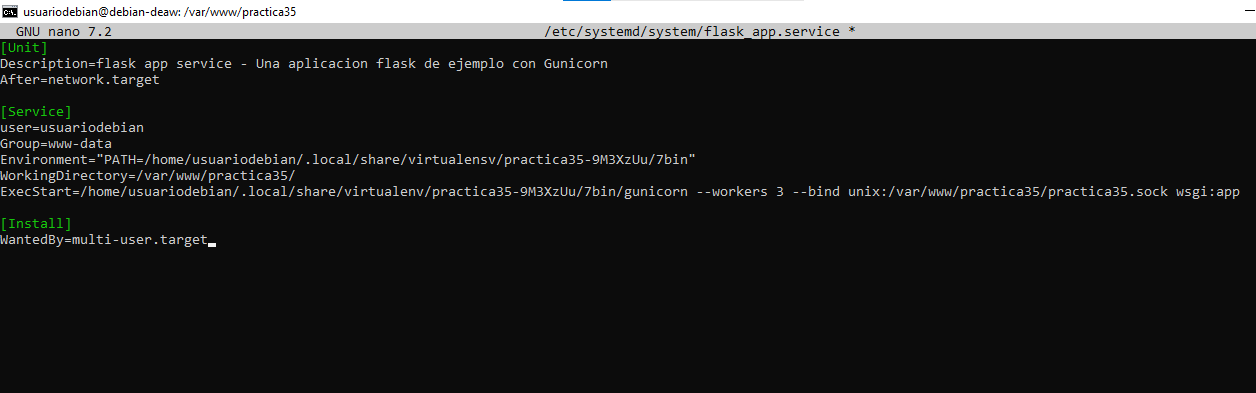 usuariodebian@debian-deaw: /var/www/practica35
GNU nano 7.2 /etc/systemd/system/flask_app.service *
[Unit]
Description=flask app service - Una aplicacion flask de ejemplo con Gunicorn
After=network.target
[Service]
user=usuariodebian
Group=www-data
Environment="PATH=/home/usuariodebian/.local/share/virtualensv/practica35-9M3XzUu/7bin"
WorkingDirectory=/var/www/practica35/
ExecStart=/home/usuariodebian/.local/share/virtualenv/practica35-9M3XzUu/7bin/gunicorn --workers 3 --bind unix:/var/www/practica35/practica35.sock wsgi:app
[Install]
WantedBy=multi-user.target